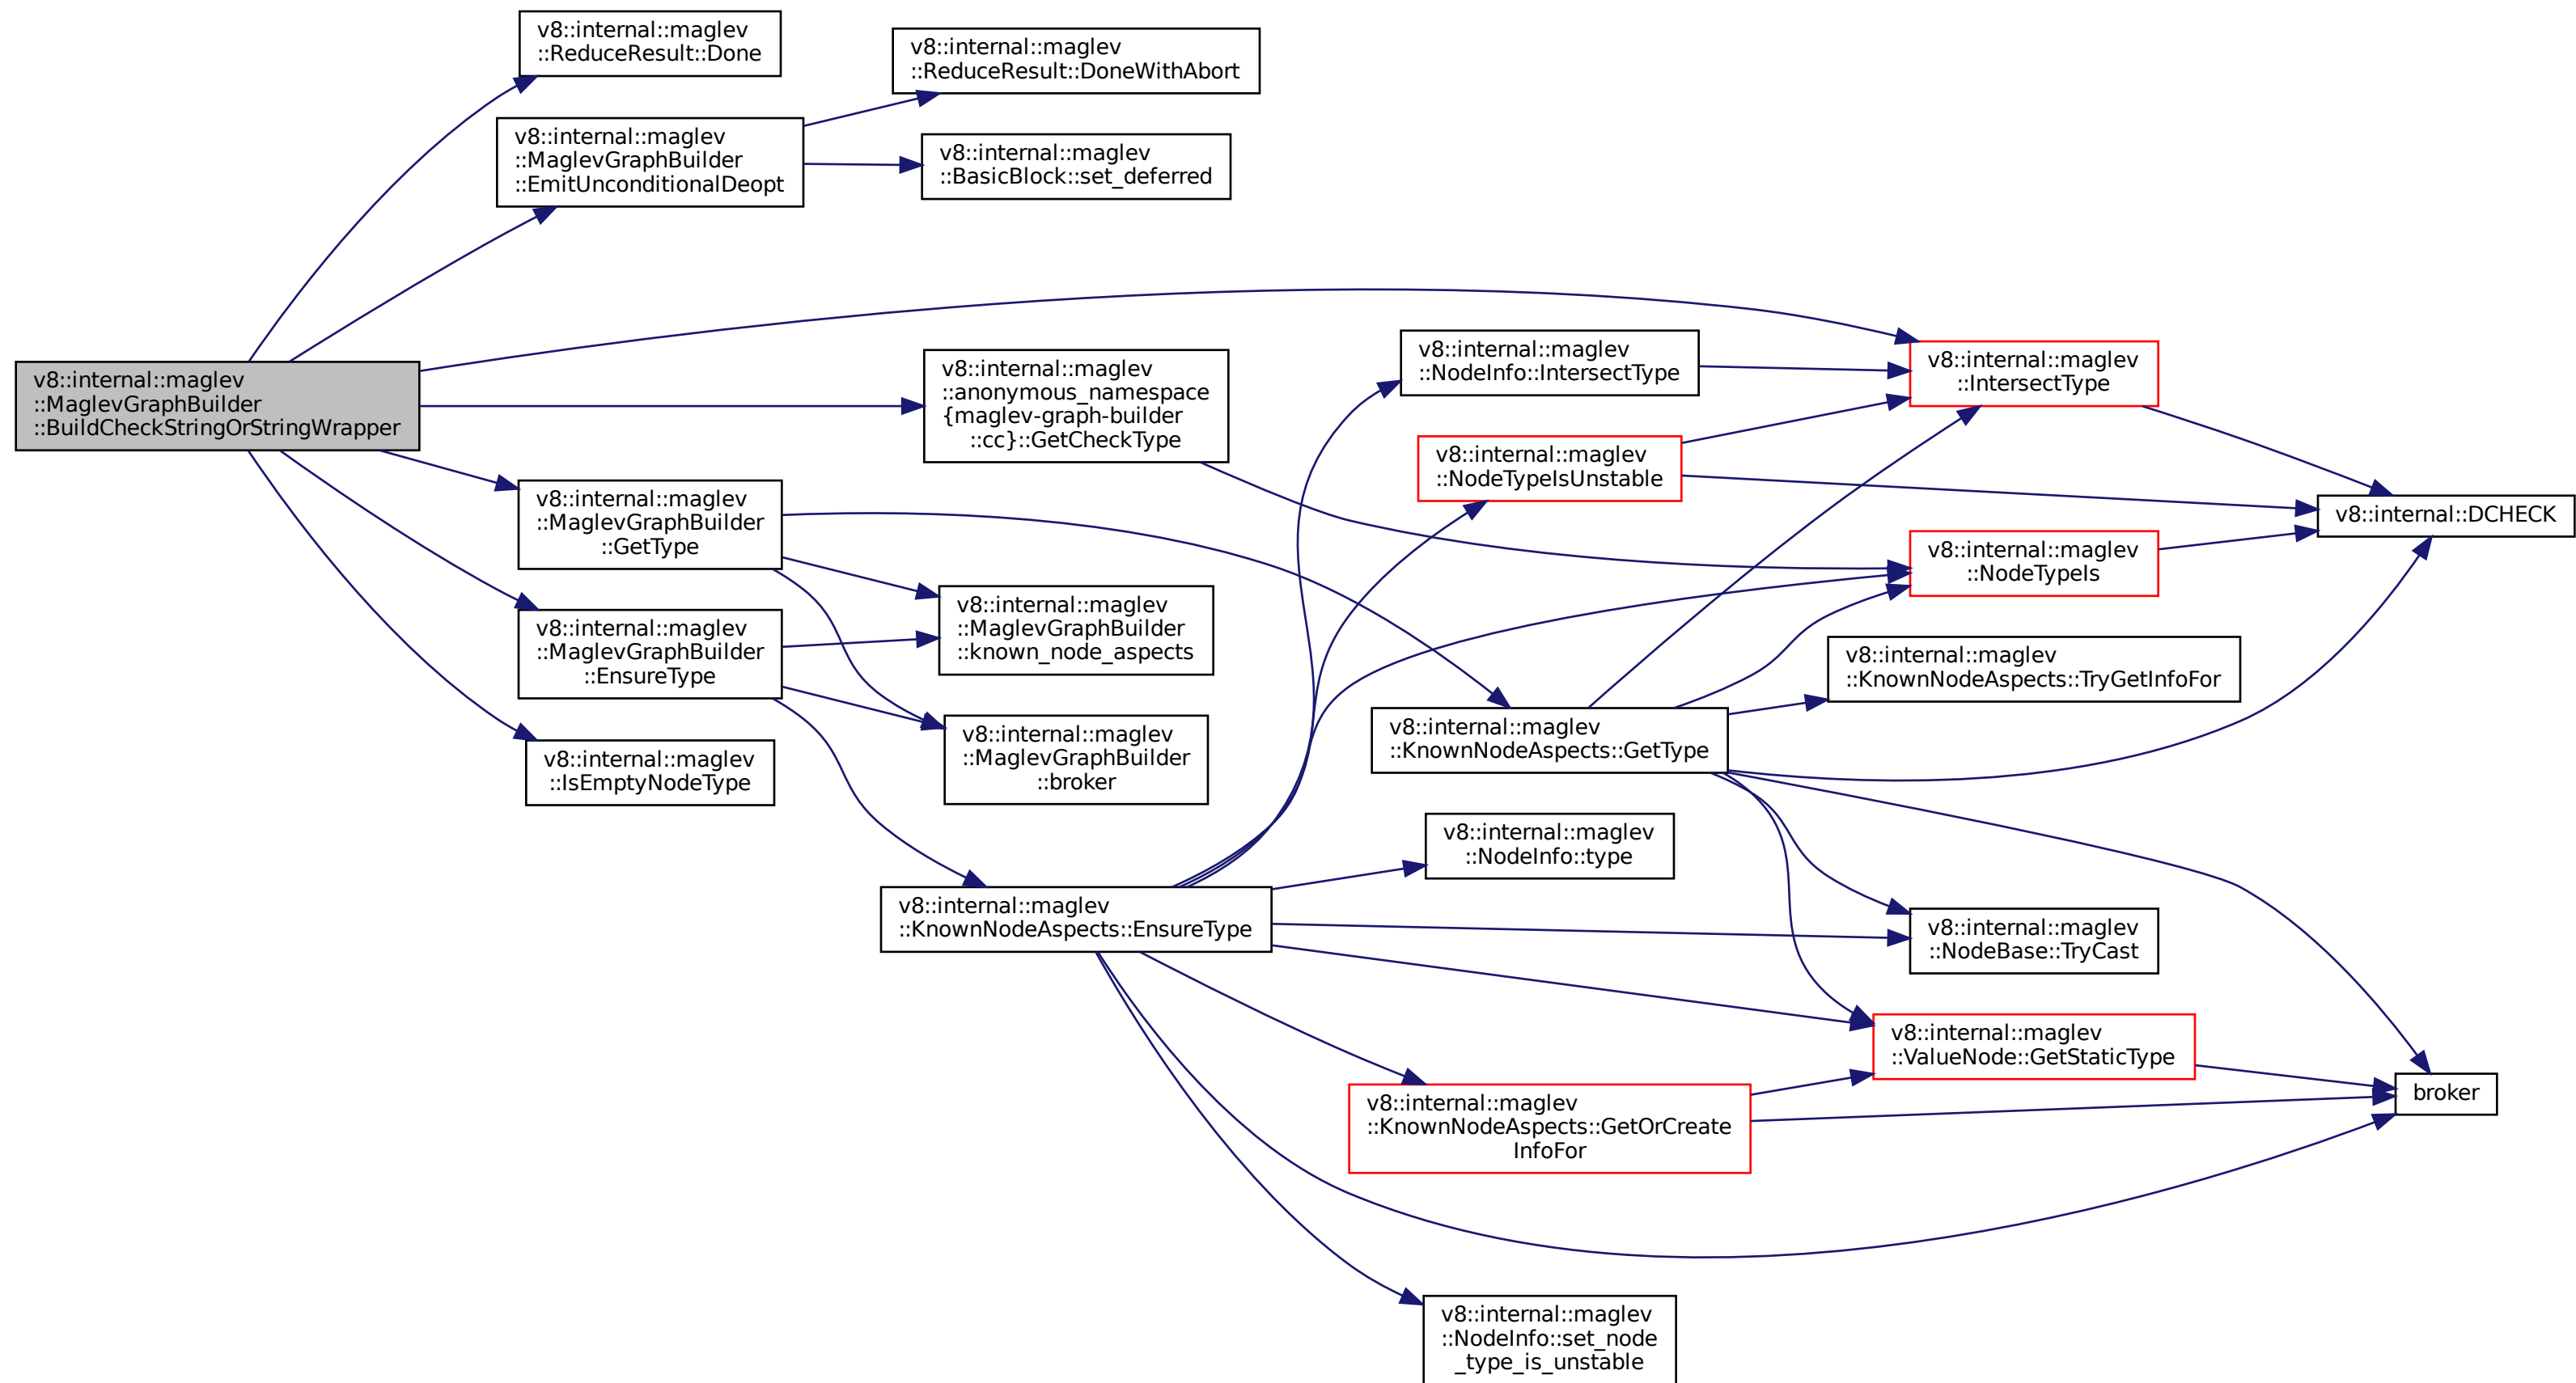 v8::internal::maglev
::ReduceResult::Done
v8::internal::maglev
::ReduceResult::DoneWithAbort
v8::internal::maglev
::MaglevGraphBuilder
::EmitUnconditionalDeopt
v8::internal::maglev
::BasicBlock::set_deferred
v8::internal::maglev
::MaglevGraphBuilder
::BuildCheckStringOrStringWrapper
v8::internal::maglev
::anonymous_namespace
{maglev-graph-builder
::cc}::GetCheckType
v8::internal::maglev
::NodeInfo::IntersectType
v8::internal::maglev
::IntersectType
v8::internal::maglev
::NodeTypeIsUnstable
v8::internal::DCHECK
v8::internal::maglev
::MaglevGraphBuilder
::GetType
v8::internal::maglev
::NodeTypeIs
v8::internal::maglev
::MaglevGraphBuilder
::known_node_aspects
v8::internal::maglev
::MaglevGraphBuilder
::EnsureType
v8::internal::maglev
::KnownNodeAspects::TryGetInfoFor
v8::internal::maglev
::KnownNodeAspects::GetType
v8::internal::maglev
::MaglevGraphBuilder
::broker
v8::internal::maglev
::IsEmptyNodeType
v8::internal::maglev
::NodeInfo::type
v8::internal::maglev
::KnownNodeAspects::EnsureType
v8::internal::maglev
::NodeBase::TryCast
v8::internal::maglev
::ValueNode::GetStaticType
broker
v8::internal::maglev
::KnownNodeAspects::GetOrCreate
InfoFor
v8::internal::maglev
::NodeInfo::set_node
_type_is_unstable